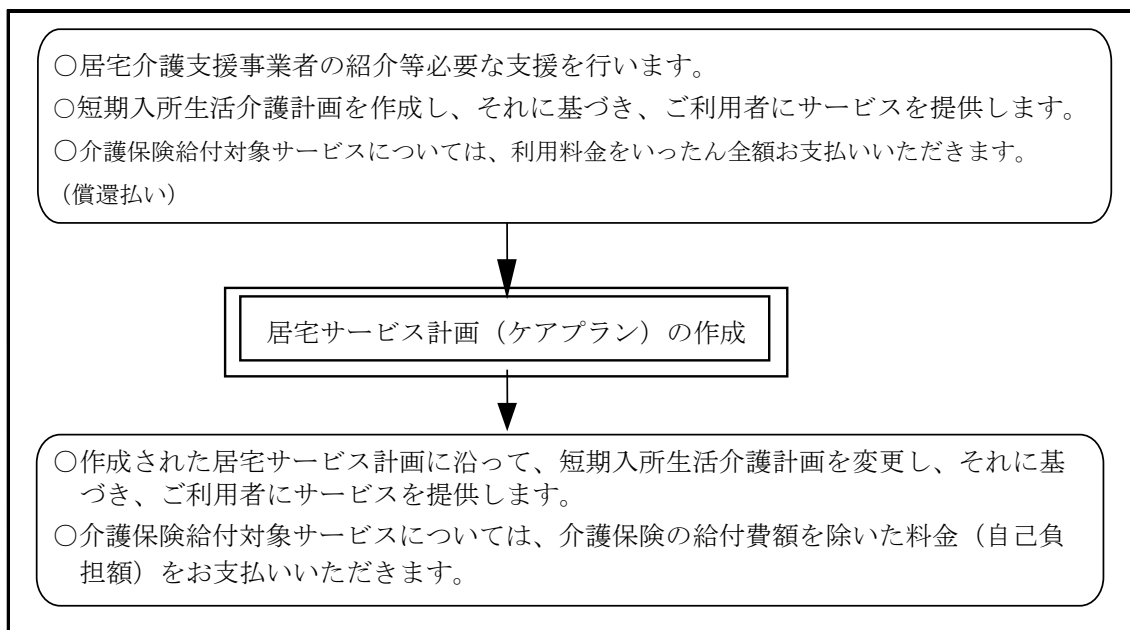 ○居宅介護支援事業者の紹介等必要な支援を行います。
○短期入所生活介護計画を作成し、それに基づき、ご利用者にサービスを提供します。
○介護保険給付対象サービスについては、利用料金をいったん全額お支払いいただきます。
（償還払い）
居宅サービス計画（ケアプラン）の作成
○作成された居宅サービス計画に沿って、短期入所生活介護計画を変更し、それに基
づき、ご利用者にサービスを提供します。
○介護保険給付対象サービスについては、介護保険の給付費額を除いた料金（自己負
担額）をお支払いいただきます。